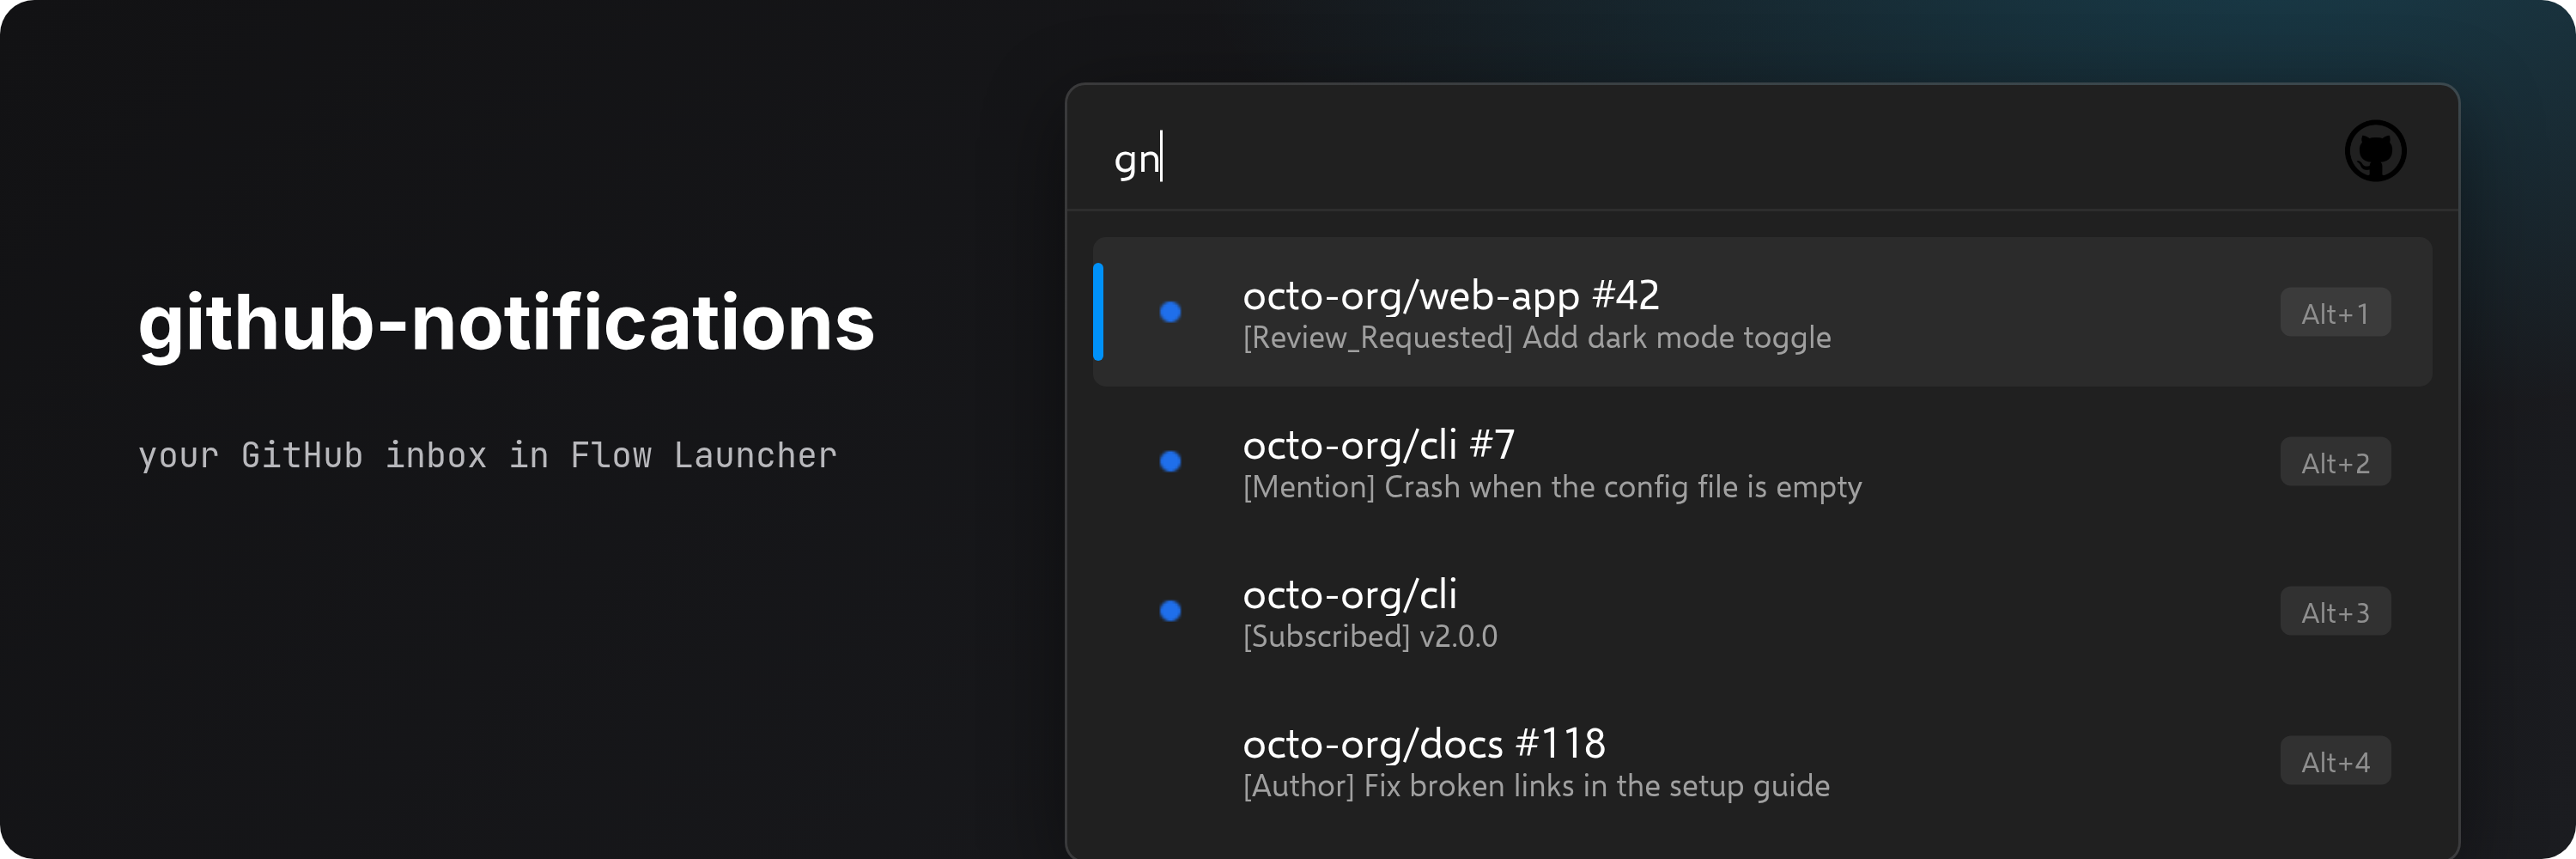 github-notifications
your GitHub inbox in Flow Launcher
gn
octo-org/web-app #42
[Review_Requested] Add dark mode toggle
Alt+1
octo-org/cli #7
[Mention] Crash when the config file is empty
Alt+2
octo-org/cli
[Subscribed] v2.0.0
Alt+3
octo-org/docs #118
[Author] Fix broken links in the setup guide
Alt+4